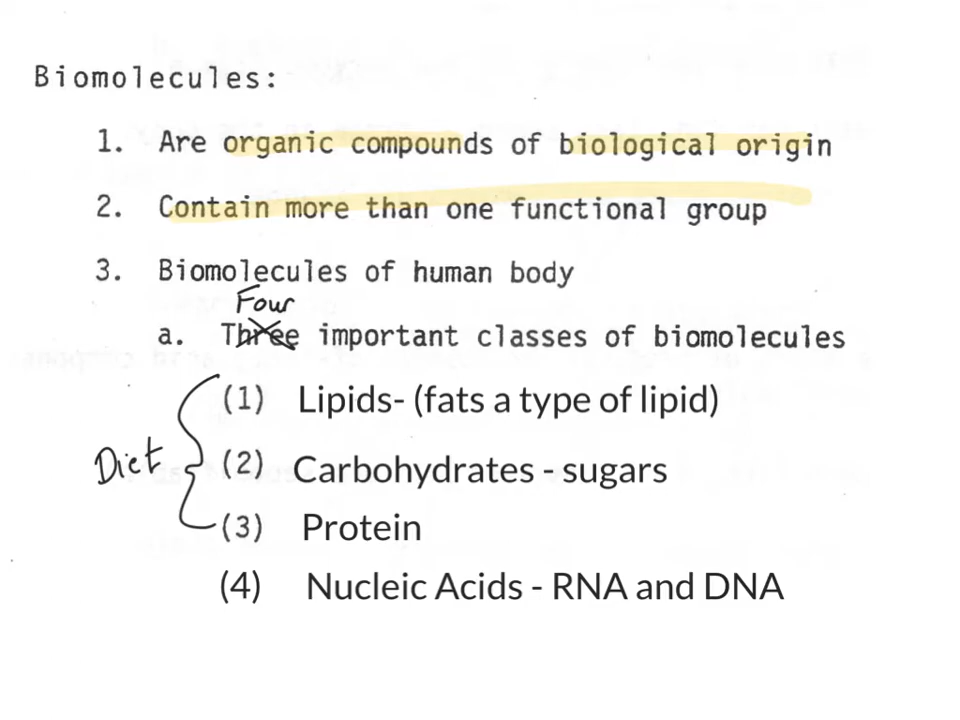 Biomolecules:
1. Are organic compounds of biological origin
2. Contain more than one functional group
3. Biomolecules of human body
Four
a. Three important classes of biomolecules
(1) Lipids- (fats a type of lipid)
Diet (2) Carbohydrates - sugars
(3) Protein
(4) Nucleic Acids - RNA and DNA